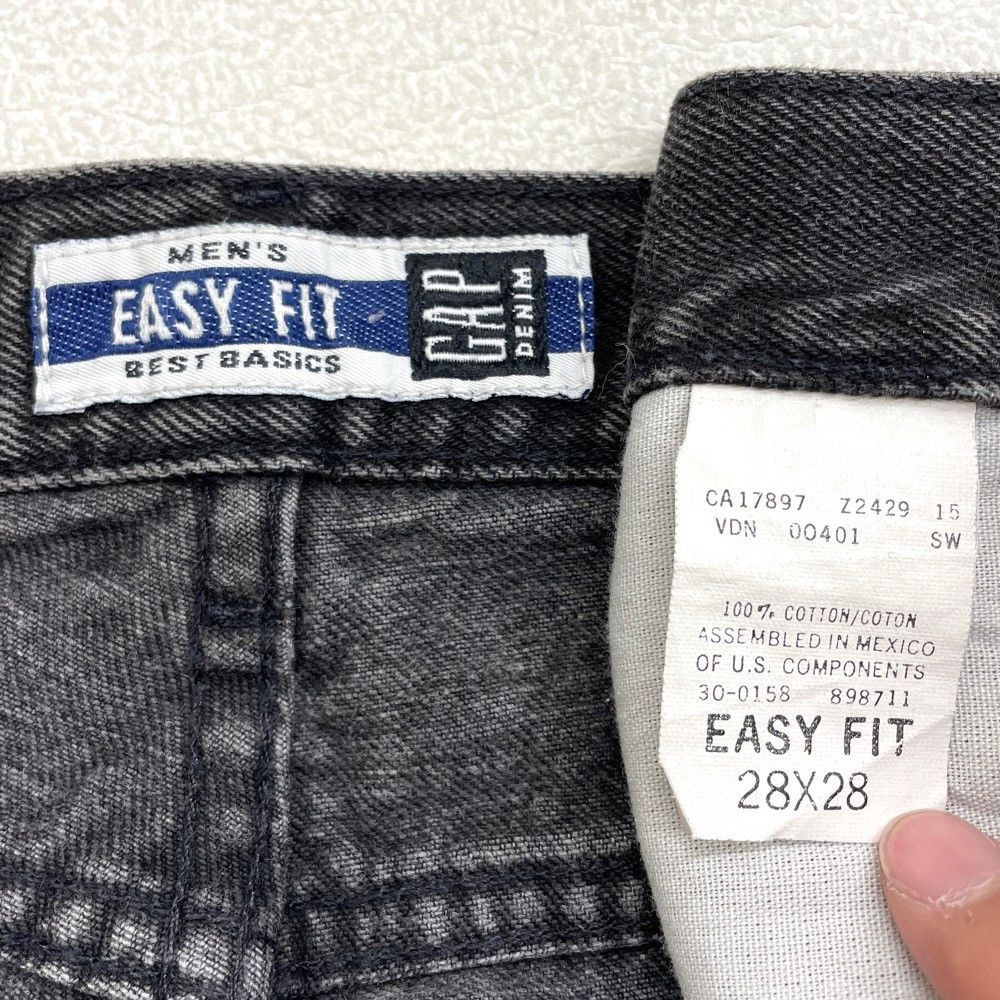 MEN'S
EASY FIT
BEST BASICS
GAP
DENIM
CA17897 Z2429 15
VDN 00401 SW
100% COTTON/COTON
ASSEMBLED IN MEXICO
OF U.S. COMPONENTS
30-0158 898711
EASY FIT
28X28